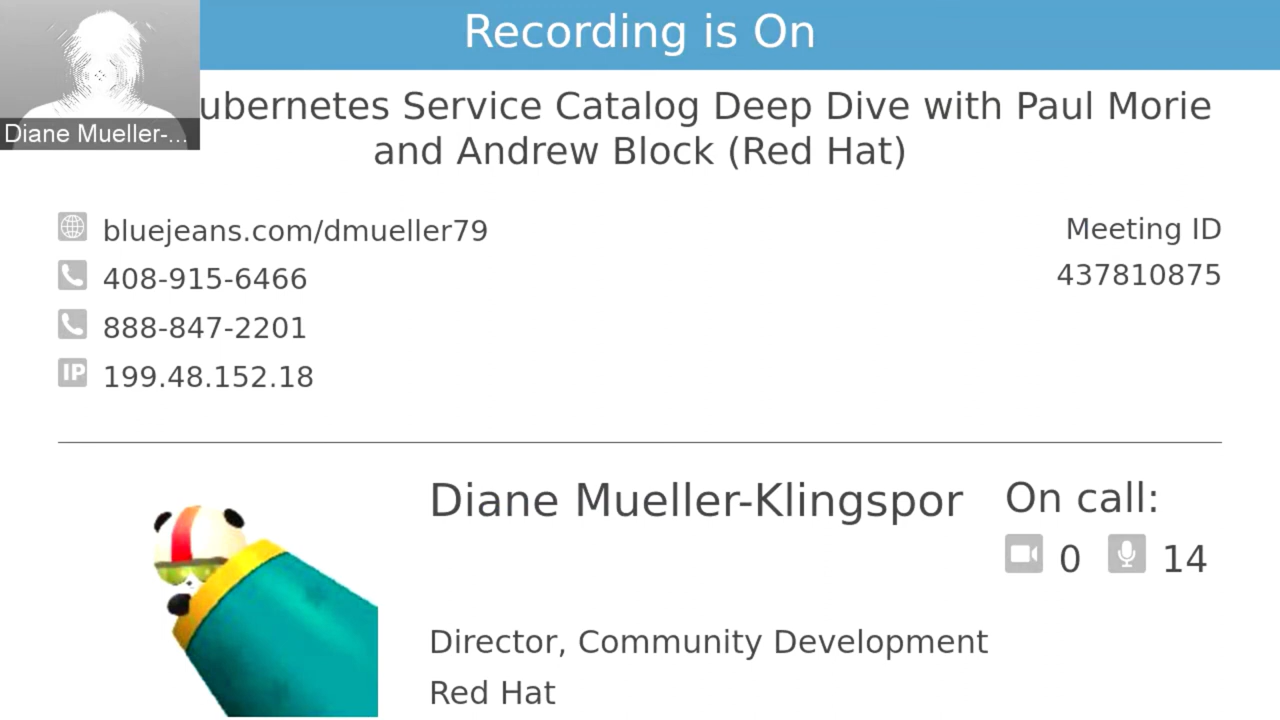 Recording is On
ubernetes Service Catalog Deep Dive with Paul Morie
and Andrew Block (Red Hat)
Diane Mueller-...
bluejeans.com/dmueller79
408-915-6466
888-847-2201
IP 199.48.152.18
Meeting ID
437810875
Diane Mueller-Klingspor
On call:
0 14
Director, Community Development
Red Hat